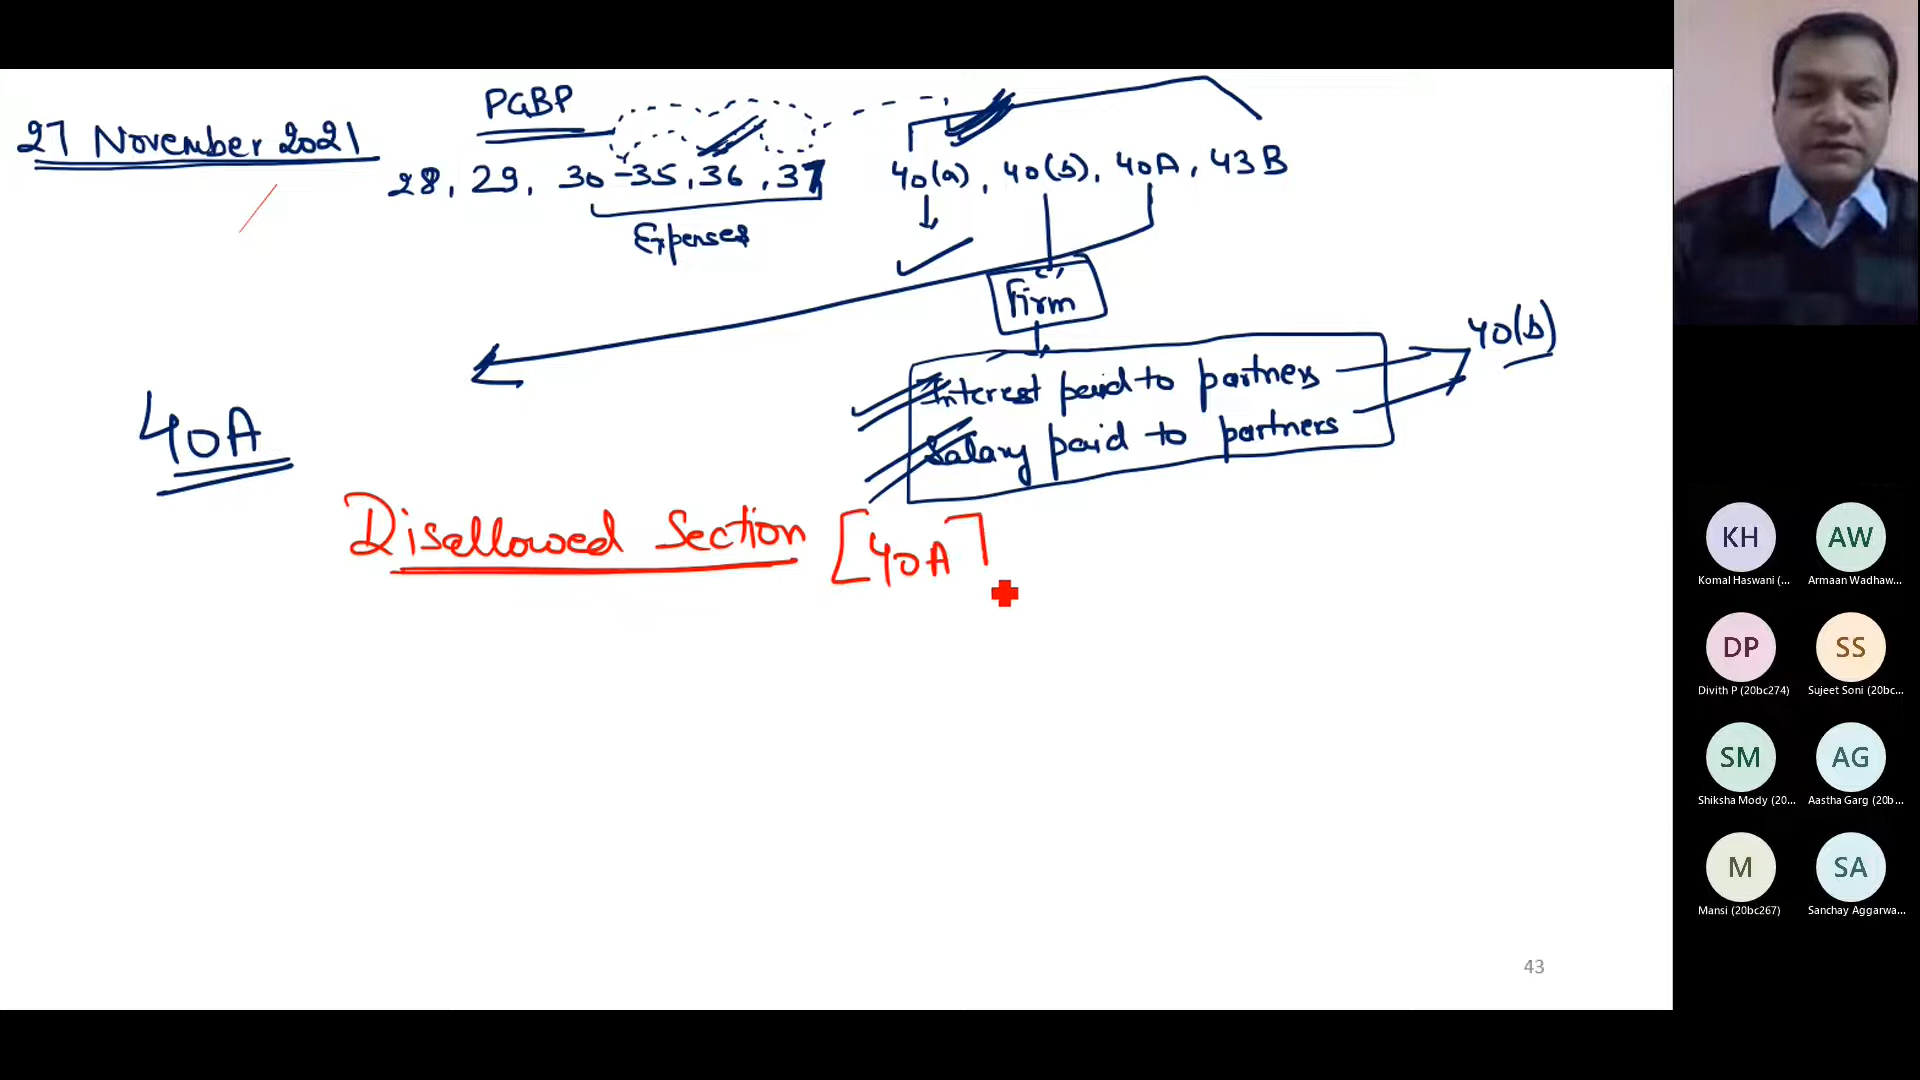 PGBP
27 November 2021
28, 29, 30-35, 36, 37
40(a), 40(b), 40A, 43B
Expenses
Firm
40(b)
Interest paid to partners
Salary paid to partners
40A
Disallowed Section [40A]
43
KH
AW
Komal Haswani (...
Armaan Wadhaw...
DP
SS
Divith P (20bc274)
Sujeet Soni (20bc...
SM
AG
Shiksha Mody (20...
Aastha Garg (20b...
M
SA
Mansi (20bc267)
Sanchay Aggarwa...